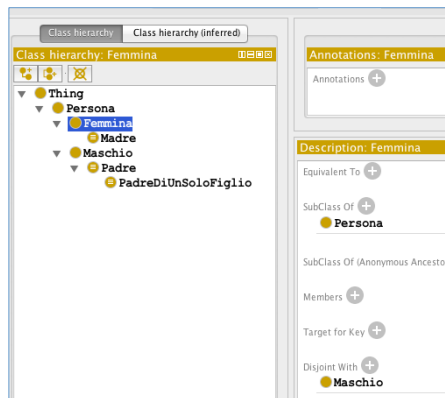 Class hierarchy
Class hierarchy (inferred)
Class hierarchy: Femmina
Thing
Persona
Femmina
Madre
Maschio
Padre
PadreDiUnSoloFiglio
Annotations: Femmina
Annotations
Description: Femmina
Equivalent To
SubClass Of
Persona
SubClass Of (Anonymous Ancesto
Members
Target for Key
Disjoint With
Maschio